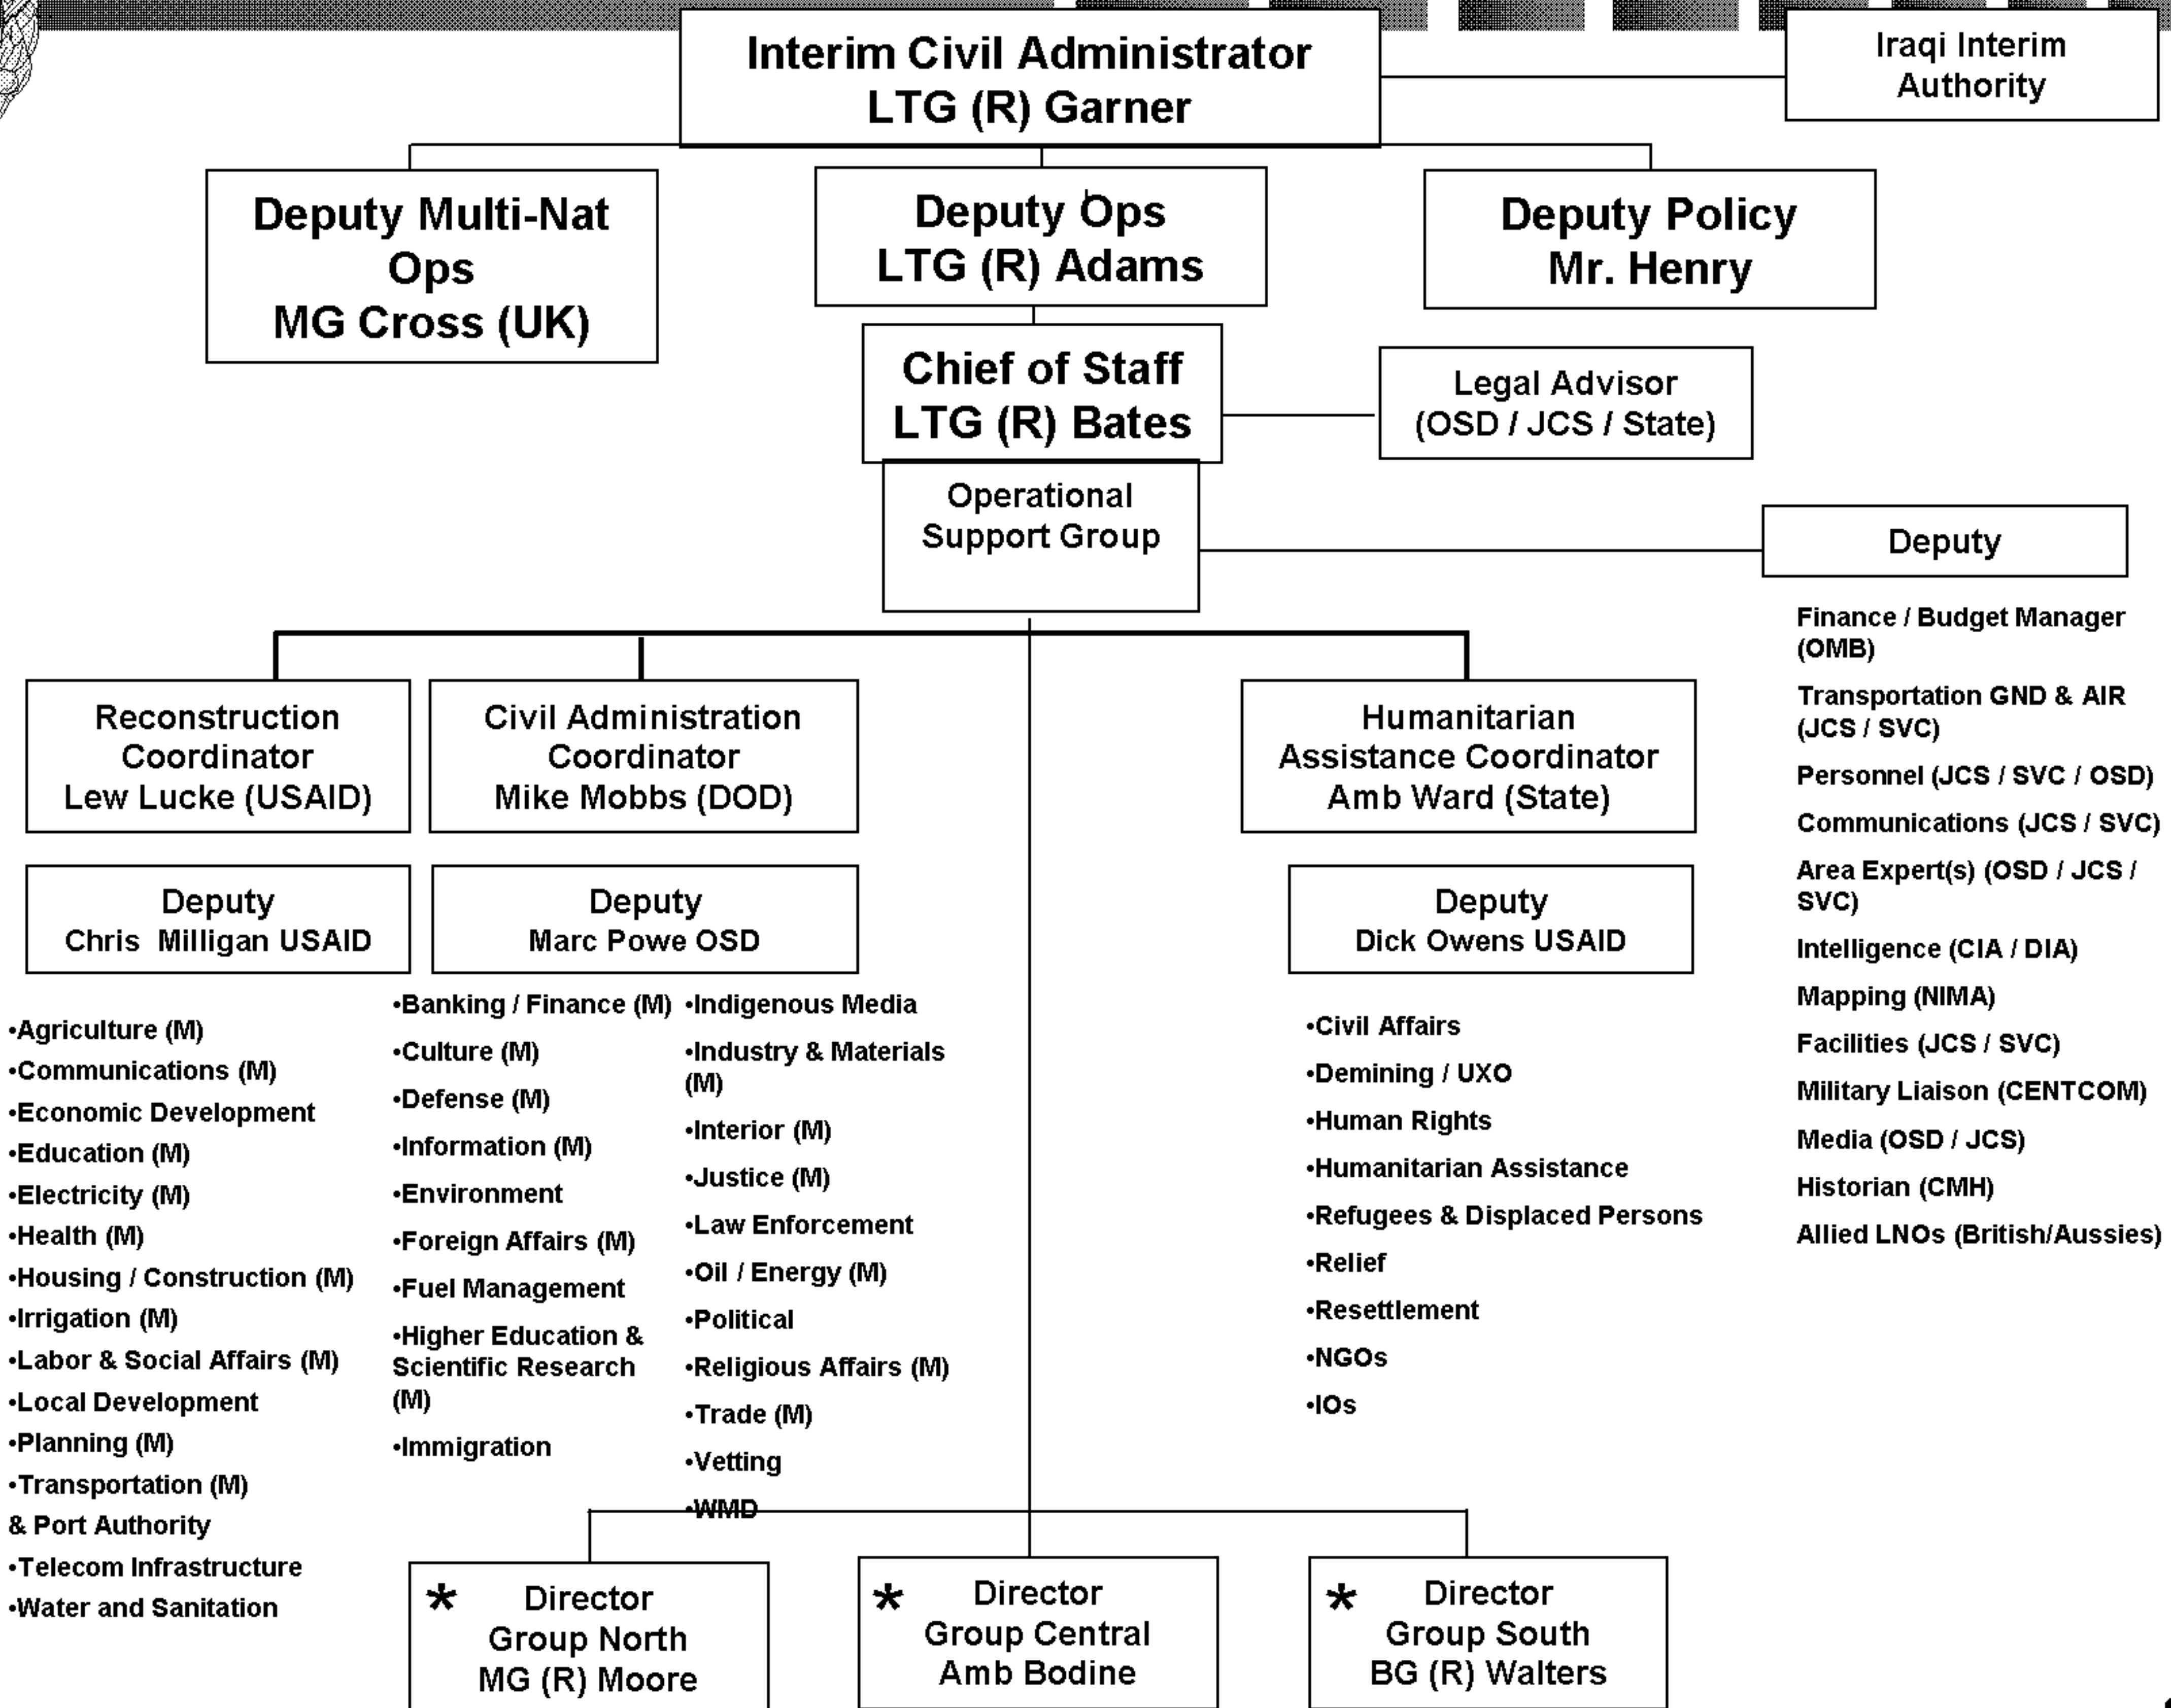 Interim Civil Administrator
LTG (R) Garner
Iraqi Interim
Authority
Deputy Multi-Nat
Ops
MG Cross (UK)
Deputy Ops
LTG (R) Adams
Deputy Policy
Mr. Henry
Chief of Staff
LTG (R) Bates
Legal Advisor
(OSD / JCS / State)
Operational
Support Group
Deputy
Finance / Budget Manager
(OMB)
Transportation GND & AIR
(JCS / SVC)
Personnel (JCS / SVC / OSD)
Communications (JCS / SVC)
Area Expert(s) (OSD / JCS /
SVC)
Intelligence (CIA / DIA)
Mapping (NIMA)
Facilities (JCS / SVC)
Military Liaison (CENTCOM)
Media (OSD / JCS)
Historian (CMH)
Allied LNOs (British/Aussies)
Reconstruction
Coordinator
Lew Lucke (USAID)
Deputy
Chris Milligan USAID
•Agriculture (M)
•Communications (M)
•Economic Development
•Education (M)
•Electricity (M)
•Health (M)
•Housing / Construction (M)
•Irrigation (M)
•Labor & Social Affairs (M)
•Local Development
•Planning (M)
•Transportation (M)
& Port Authority
•Telecom Infrastructure
•Water and Sanitation
Civil Administration
Coordinator
Mike Mobbs (DOD)
Deputy
Marc Powe OSD
•Banking / Finance (M)
•Culture (M)
•Defense (M)
•Information (M)
•Environment
•Foreign Affairs (M)
•Fuel Management
•Higher Education &
Scientific Research
(M)
•Immigration
•Indigenous Media
•Industry & Materials
(M)
•Interior (M)
•Justice (M)
•Law Enforcement
•Oil / Energy (M)
•Political
•Religious Affairs (M)
•Trade (M)
•Vetting
•WMD
Humanitarian
Assistance Coordinator
Amb Ward (State)
Deputy
Dick Owens USAID
•Civil Affairs
•Demining / UXO
•Human Rights
•Humanitarian Assistance
•Refugees & Displaced Persons
•Relief
•Resettlement
•NGOs
•IOs
* Director
Group North
MG (R) Moore
* Director
Group Central
Amb Bodine
* Director
Group South
BG (R) Walters